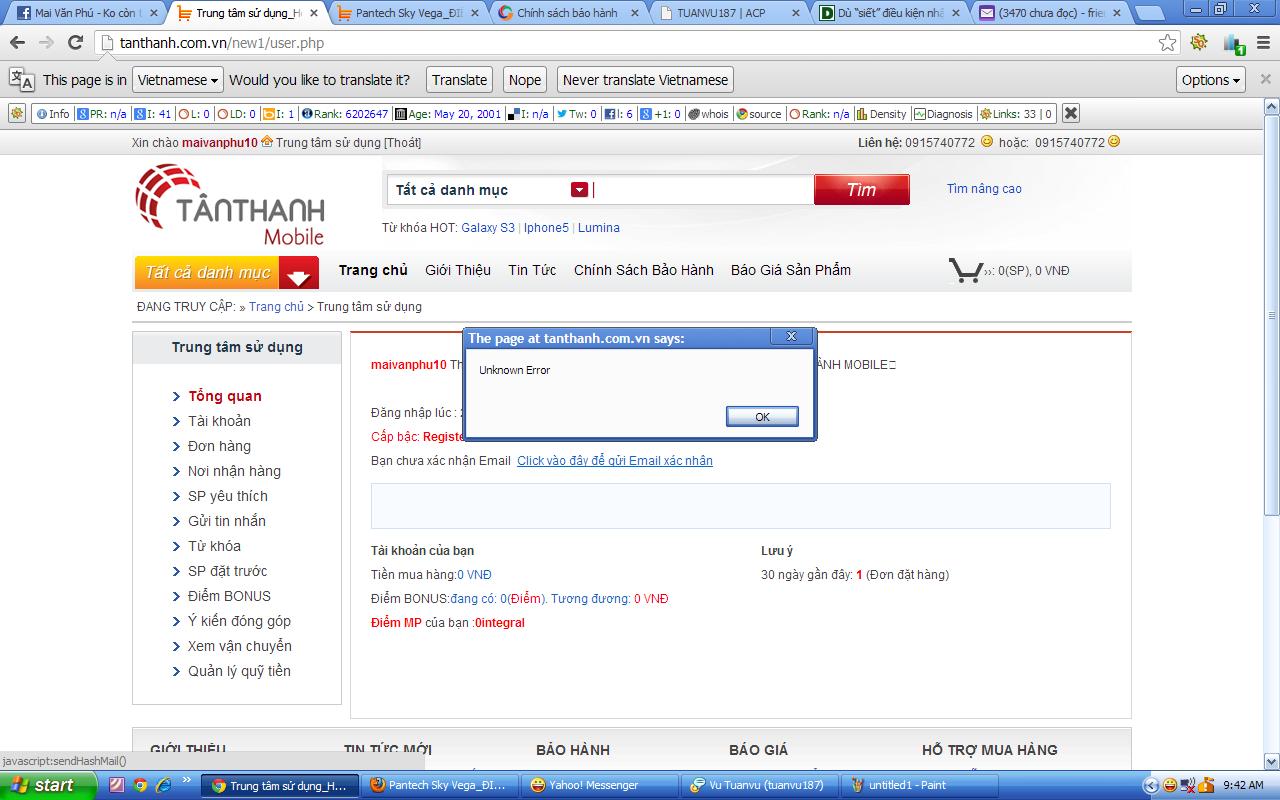 Mai Văn Phú - Ko còn
Trung tâm sử dụng_H
Pantech Sky Vega_ĐI
Chính sách bảo hành
TUANVU187 | ACP
Dù “siết” điều kiện nhậ
(3470 chưa đọc) - frie
tanthanh.com.vn/new1/user.php
1
This page is in Vietnamese Would you like to translate it? Translate Nope Never translate Vietnamese Options
Info PR: n/a I: 41 L: 0 LD: 0 I: 1 Rank: 6202647 Age: May 20, 2001 I: n/a Tw: 0 l: 6 +1: 0 whois source Rank: n/a Density Diagnosis Links: 33 | 0
Xin chào maivanphu10 Trung tâm sử dụng [Thoát] Liên hệ: 0915740772 hoặc: 0915740772
TÂNTHANH
Mobile
Tất cả danh mục Tìm Tìm nâng cao
Từ khóa HOT: Galaxy S3 | Iphone5 | Lumina
Tất cả danh mục Trang chủ Giới Thiệu Tin Tức Chính Sách Bảo Hành Báo Giá Sản Phẩm ››: 0(SP), 0 VNĐ
ĐANG TRUY CẬP: » Trang chủ > Trung tâm sử dụng
Trung tâm sử dụng
Tổng quan
Tài khoản
Đơn hàng
Nơi nhận hàng
SP yêu thích
Gửi tin nhắn
Từ khóa
SP đặt trước
Điểm BONUS
Ý kiến đóng góp
Xem vận chuyển
Quản lý quỹ tiền
The page at tanthanh.com.vn says:
Unknown Error
OK
maivanphu10 Th ÀNH MOBILE
Đăng nhập lúc :
Cấp bậc: Registe
Bạn chưa xác nhận Email Click vào đây để gửi Email xác nhận
Tài khoản của bạn Lưu ý
Tiền mua hàng:0 VNĐ 30 ngày gần đây: 1 (Đơn đặt hàng)
Điểm BONUS:đang có: 0(Điểm). Tương đương: 0 VNĐ
Điểm MP của bạn :0integral
GIỚI THIỆU TIN TỨC MỚI BẢO HÀNH BÁO GIÁ HỖ TRỢ MUA HÀNG
javascript:sendHashMail()
start Trung tâm sử dụng_H... Pantech Sky Vega_ĐI... Yahoo! Messenger Vu Tuanvu (tuanvu187) untitled1 - Paint 9:42 AM